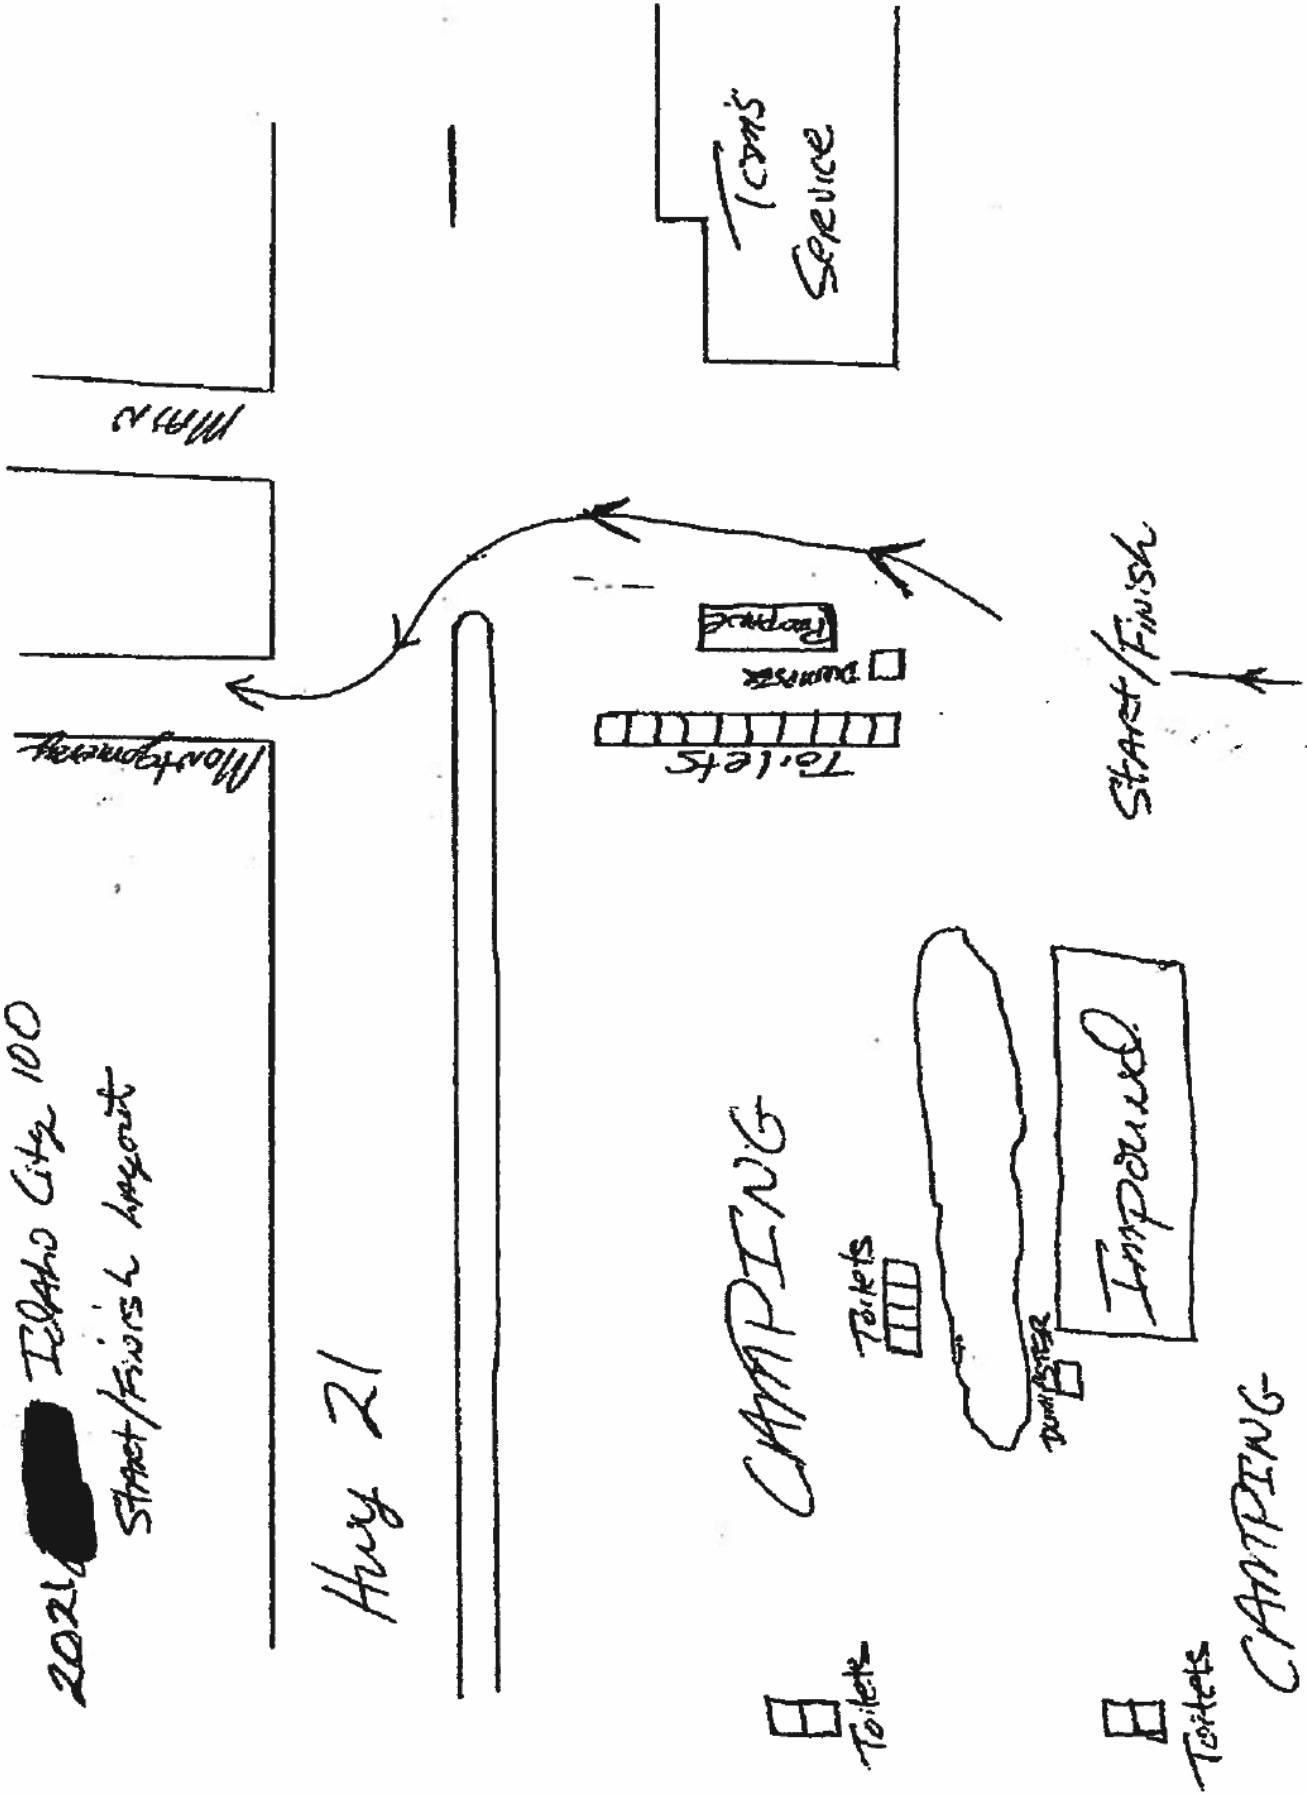 2021 Idaho City 100
Start/Finish Layout
Montgomery
Main
Hwy 21
Toilets
Dumpster
Propane
Tom's
Service
CAMPING
Toilets
Start/Finish
Toilets
Dumpster
Impound
Toilets
CAMPING